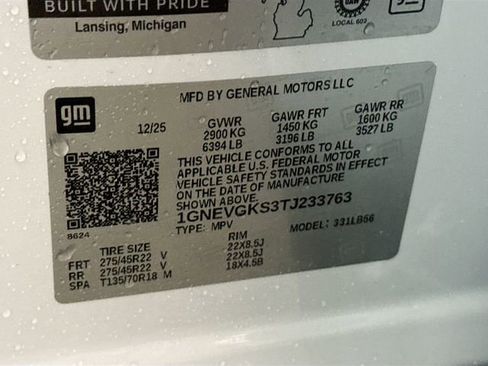 BUILT WITH PRIDE
Lansing, Michigan
LOCAL 602
gm
MFD BY GENERAL MOTORS LLC
12/25 GVWR GAWR FRT GAWR RR
2900 KG 1450 KG 1600 KG
6394 LB 3196 LB 3527 LB
THIS VEHICLE CONFORMS TO ALL
APPLICABLE U.S. FEDERAL MOTOR
VEHICLE SAFETY STANDARDS IN EFFECT
ON THE DATE OF MANUFACTURE
SHOWN ABOVE.
1GNEVGKS3TJ233763
8624
TYPE: MPV MODEL: 331LB56
TIRE SIZE RIM
FRT 275/45R22 V 22X8.5J
RR 275/45R22 V 22X8.5J
SPA T135/70R18 M 18X4.5B